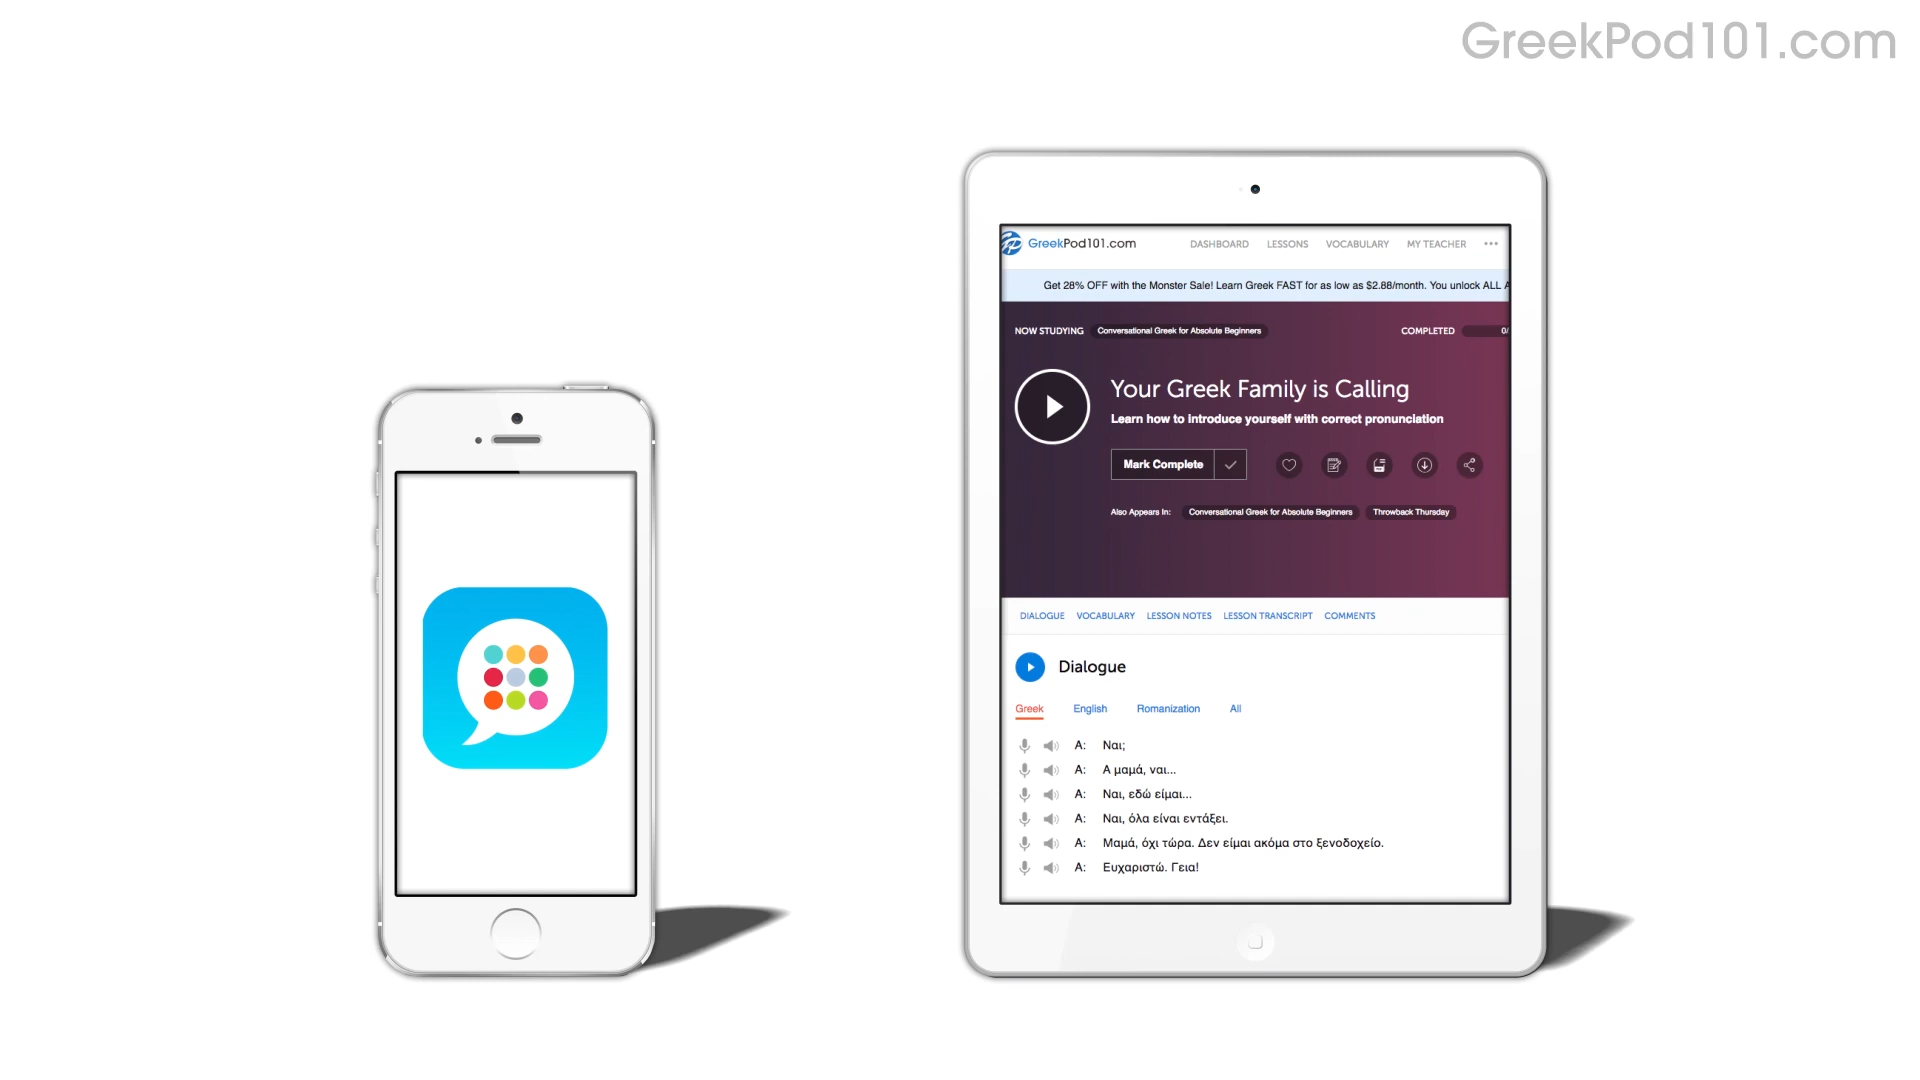 GreekPod101.com
GreekPod101.com DASHBOARD LESSONS VOCABULARY MY TEACHER
Get 28% OFF with the Monster Sale! Learn Greek FAST for as low as $2.88/month. You unlock ALL A
NOW STUDYING Conversational Greek for Absolute Beginners COMPLETED 0/
Your Greek Family is Calling
Learn how to introduce yourself with correct pronunciation
Mark Complete
Also Appears In: Conversational Greek for Absolute Beginners Throwback Thursday
DIALOGUE VOCABULARY LESSON NOTES LESSON TRANSCRIPT COMMENTS
Dialogue
Greek English Romanization All
A: Ναι;
A: Α μαμά, ναι...
A: Ναι, εδώ είμαι...
A: Ναι, όλα είναι εντάξει.
A: Μαμά, όχι τώρα. Δεν είμαι ακόμα στο ξενοδοχείο.
A: Ευχαριστώ. Γεια!